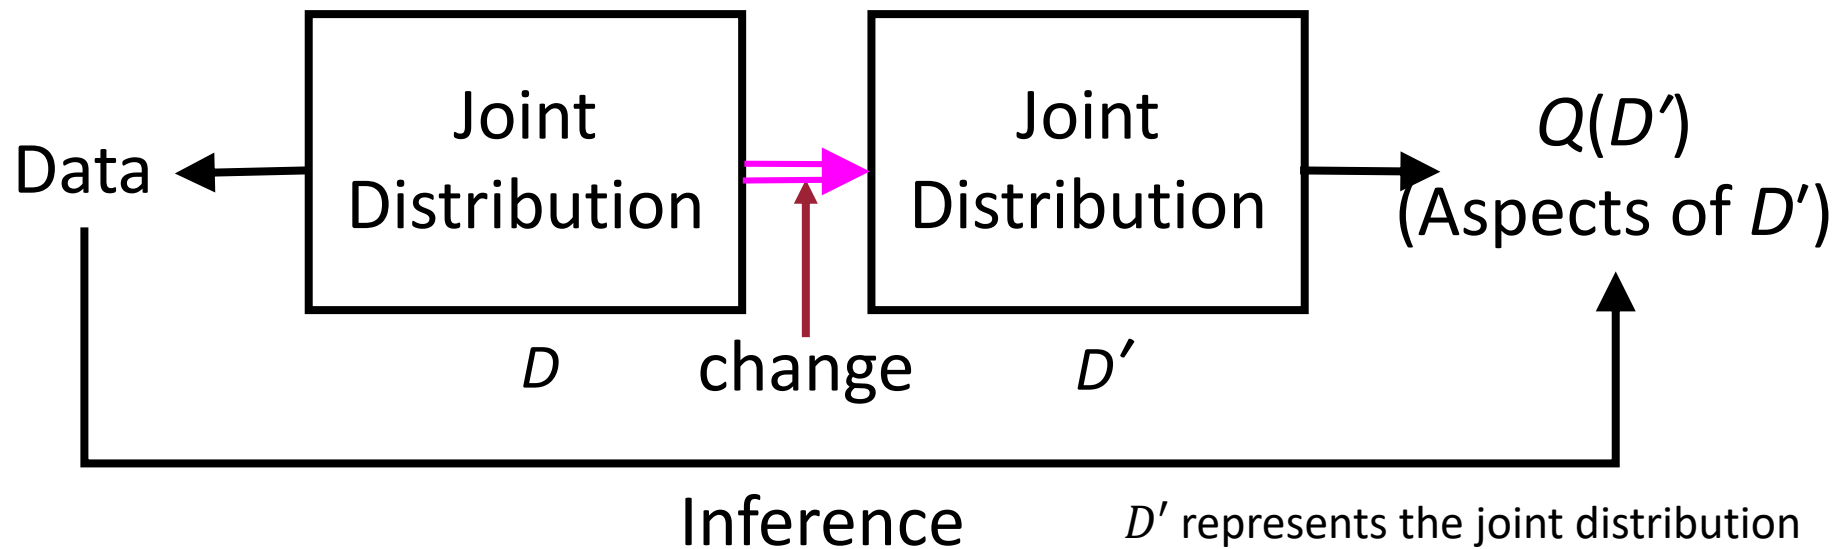 Data
Joint
Distribution
Joint
Distribution
Q(D′)
(Aspects of D′)
D
change
D′
Inference
D′ represents the joint distribution